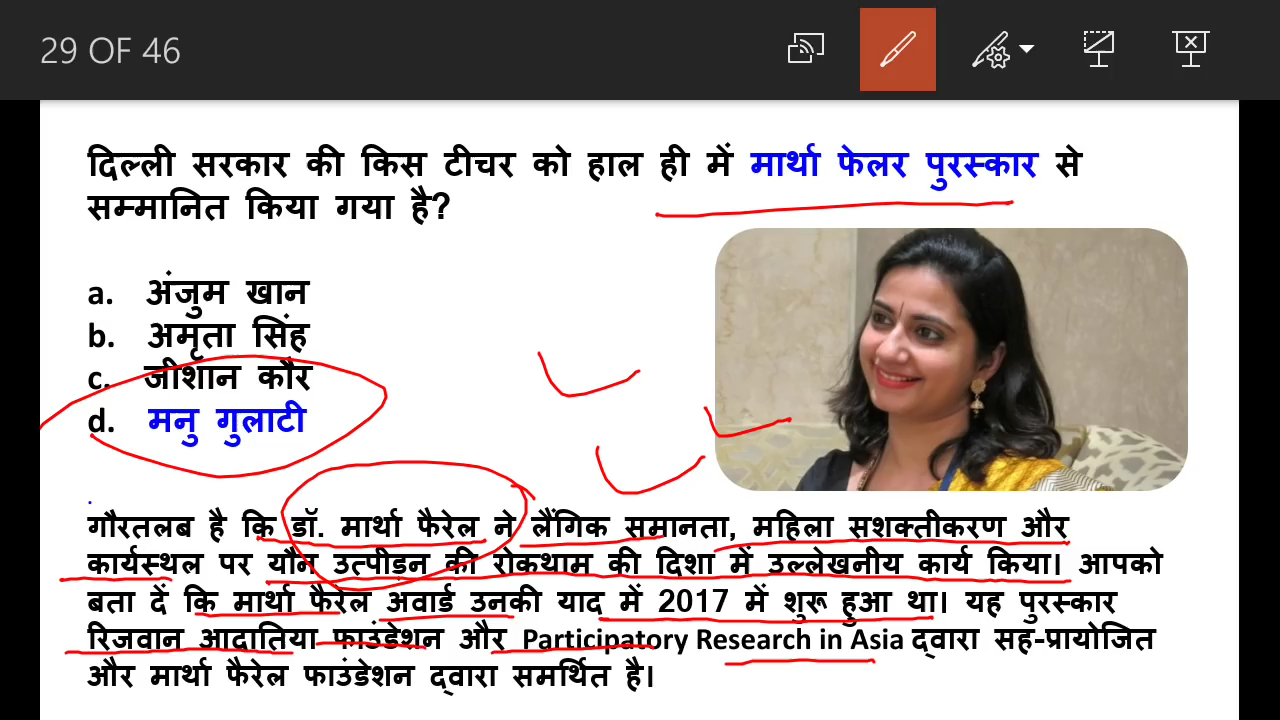 29 OF 46
दिल्ली सरकार की किस टीचर को हाल ही में मार्था फेलर पुरस्कार से
सम्मानित किया गया है?
a. अंजुम खान
b. अमृता सिंह
c. जीशान कौर
d. मनु गुलाटी
गौरतलब है कि डॉ. मार्था फैरेल ने लैंगिक समानता, महिला सशक्तीकरण और
कार्यस्थल पर यौन उत्पीड़न की रोकथाम की दिशा में उल्लेखनीय कार्य किया। आपको
बता दें कि मार्था फैरेल अवार्ड उनकी याद में 2017 में शुरू हुआ था। यह पुरस्कार
रिजवान आदातिया फाउंडेशन और Participatory Research in Asia द्वारा सह-प्रायोजित
और मार्था फैरेल फाउंडेशन द्वारा समर्थित है।